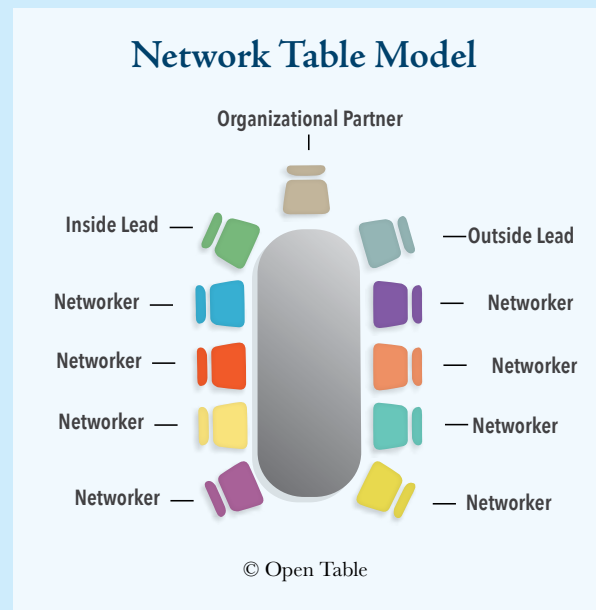 Network Table Model
Organizational Partner
Inside Lead
Outside Lead
Networker
Networker
Networker
Networker
Networker
Networker
Networker
Networker
© Open Table